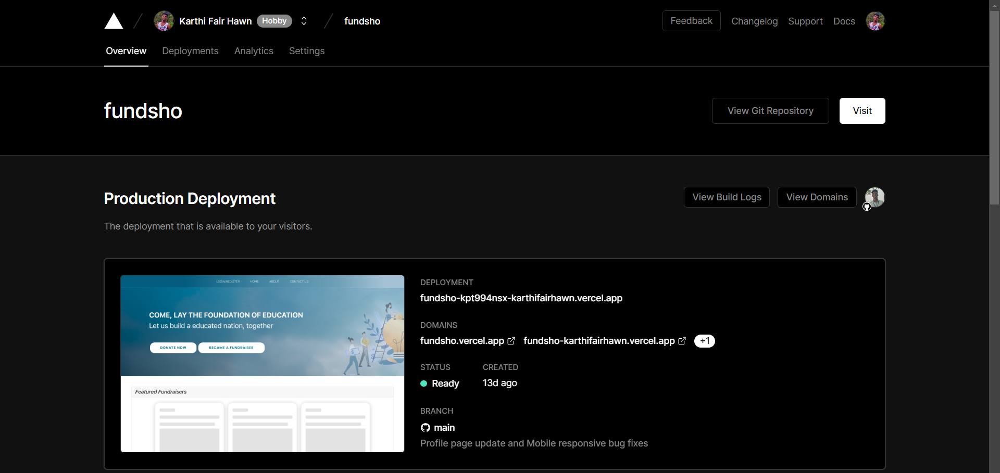 Karthi Fair Hawn Hobby fundsho Feedback Changelog Support Docs
Overview Deployments Analytics Settings
fundsho View Git Repository Visit
Production Deployment View Build Logs View Domains
The deployment that is available to your visitors.
LOGIN/REGISTER HOME ABOUT CONTACT US
COME, LAY THE FOUNDATION OF EDUCATION
Let us build a educated nation, together
DONATE NOW BECAME A FUNDRAISER
Featured Fundraisers
DEPLOYMENT
fundsho-kpt994nsx-karthifairhawn.vercel.app
DOMAINS
fundsho.vercel.app fundsho-karthifairhawn.vercel.app +1
STATUS CREATED
Ready 13d ago
BRANCH
main
Profile page update and Mobile responsive bug fixes